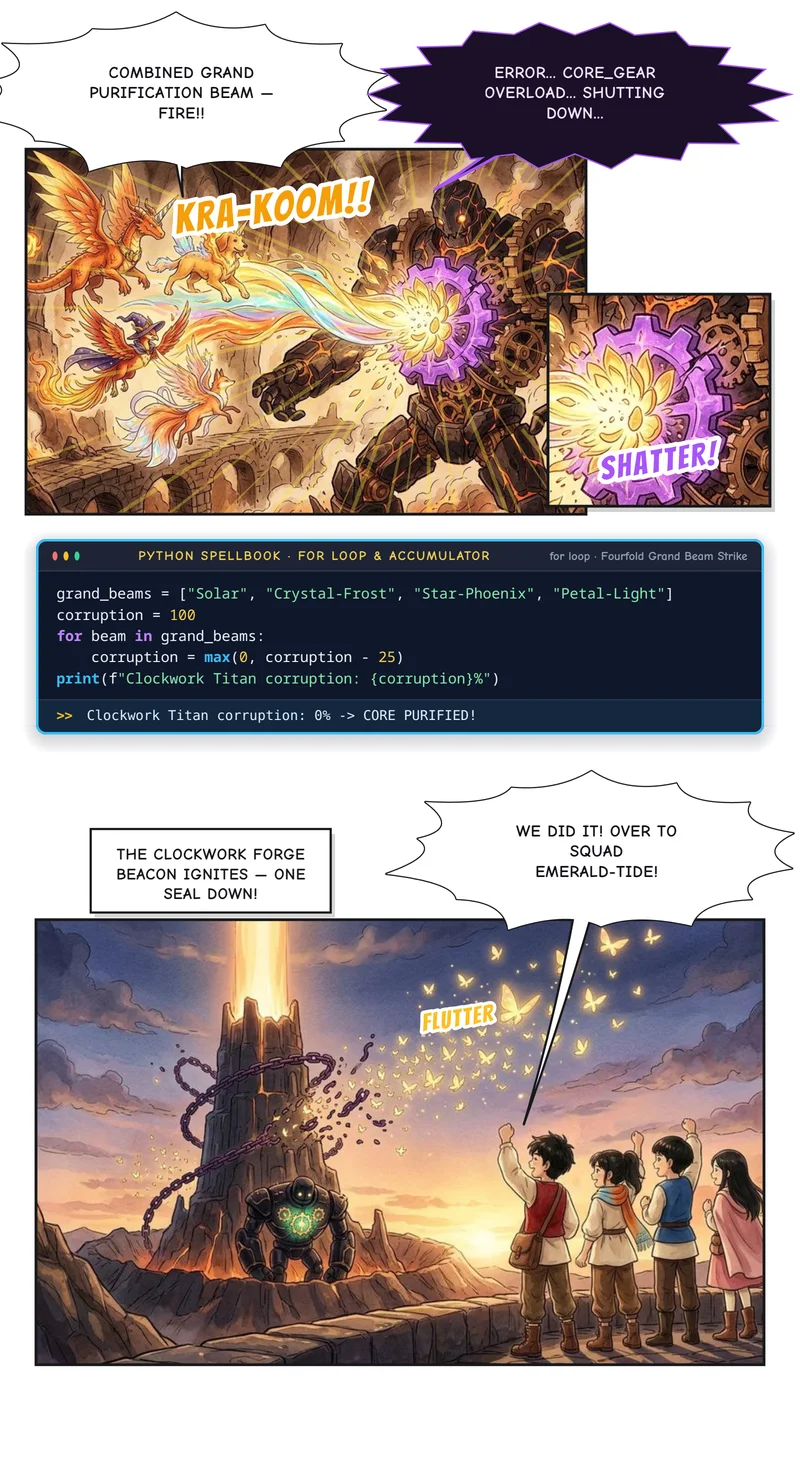 COMBINED GRAND
PURIFICATION BEAM —
FIRE!!
ERROR... CORE_GEAR
OVERLOAD... SHUTTING
DOWN...
KRA-KOOM!!
SHATTER!
PYTHON SPELLBOOK · FOR LOOP & ACCUMULATOR
for loop · Fourfold Grand Beam Strike
grand_beams = ["Solar", "Crystal-Frost", "Star-Phoenix", "Petal-Light"]
corruption = 100
for beam in grand_beams:
    corruption = max(0, corruption - 25)
print(f"Clockwork Titan corruption: {corruption}%")
>> Clockwork Titan corruption: 0% -> CORE PURIFIED!
THE CLOCKWORK FORGE
BEACON IGNITES — ONE
SEAL DOWN!
WE DID IT! OVER TO
SQUAD
EMERALD-TIDE!
FLUTTER